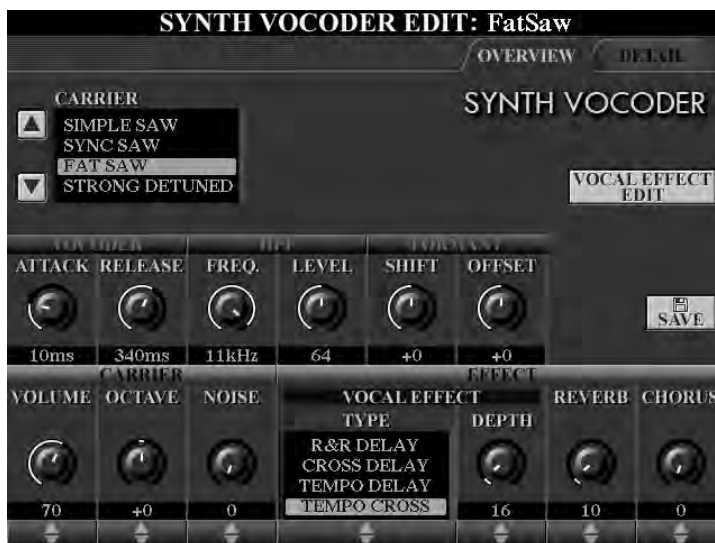 SYNTH VOCODER EDIT: FatSaw
OVERVIEW DETAIL
CARRIER
SYNTH VOCODER
SIMPLE SAW
SYNC SAW
FAT SAW
STRONG DETUNED
VOCAL EFFECT
EDIT
VOCODER HPF FORMANT
ATTACK RELEASE FREQ. LEVEL SHIFT OFFSET
SAVE
10ms 340ms 11kHz 64 +0 +0
CARRIER EFFECT
VOLUME OCTAVE NOISE VOCAL EFFECT REVERB CHORUS
TYPE DEPTH
R&R DELAY
CROSS DELAY
TEMPO DELAY
TEMPO CROSS
70 +0 0 16 10 0